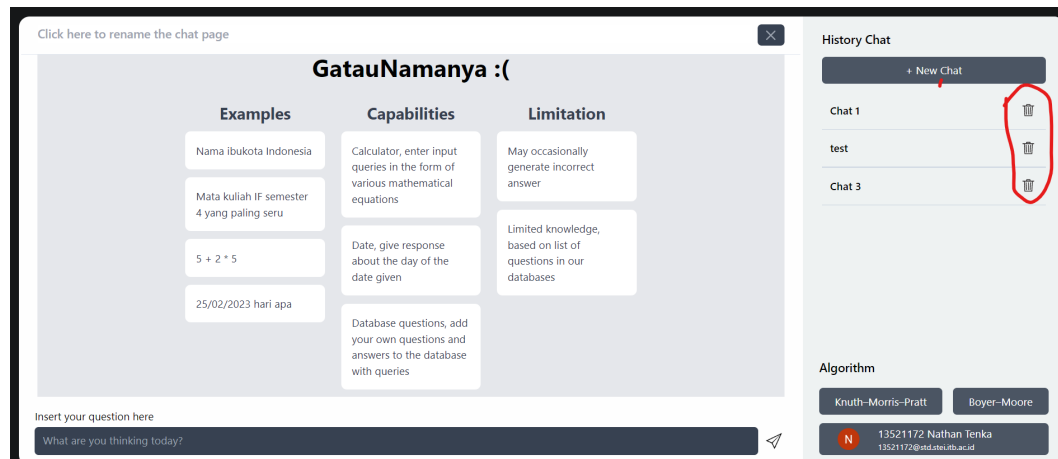 Click here to rename the chat page
GatauNamanya :(
Examples
Nama ibukota Indonesia
Mata kuliah IF semester
4 yang paling seru
5 + 2 * 5
25/02/2023 hari apa
Capabilities
Calculator, enter input
queries in the form of
various mathematical
equations
Date, give response
about the day of the
date given
Database questions, add
your own questions and
answers to the database
with queries
Limitation
May occasionally
generate incorrect
answer
Limited knowledge,
based on list of
questions in our
databases
Insert your question here
What are you thinking today?
History Chat
+ New Chat
Chat 1
test
Chat 3
Algorithm
Knuth–Morris–Pratt
Boyer–Moore
N
13521172 Nathan Tenka
13521172@std.stei.itb.ac.id